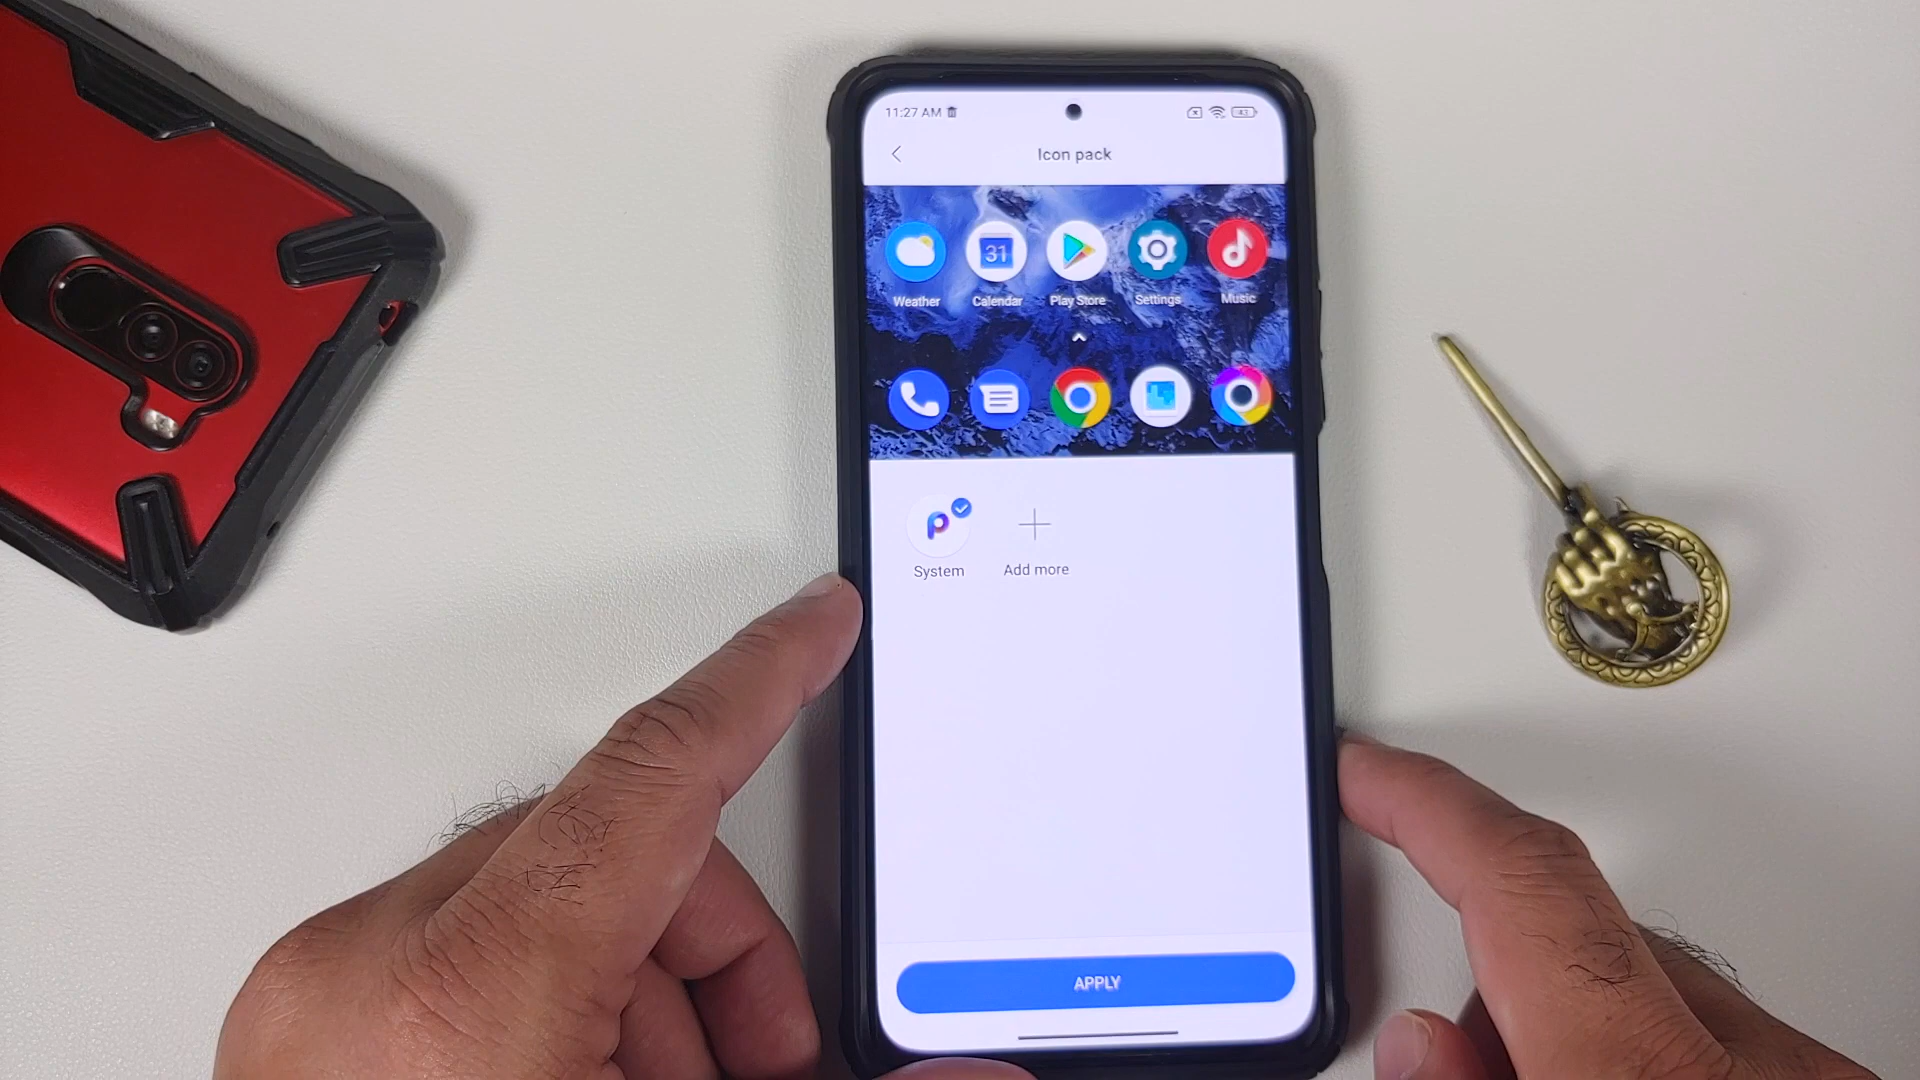 11:27 AM
Icon pack
31
Weather Calendar Play Store Settings Music
System Add more
APPLY